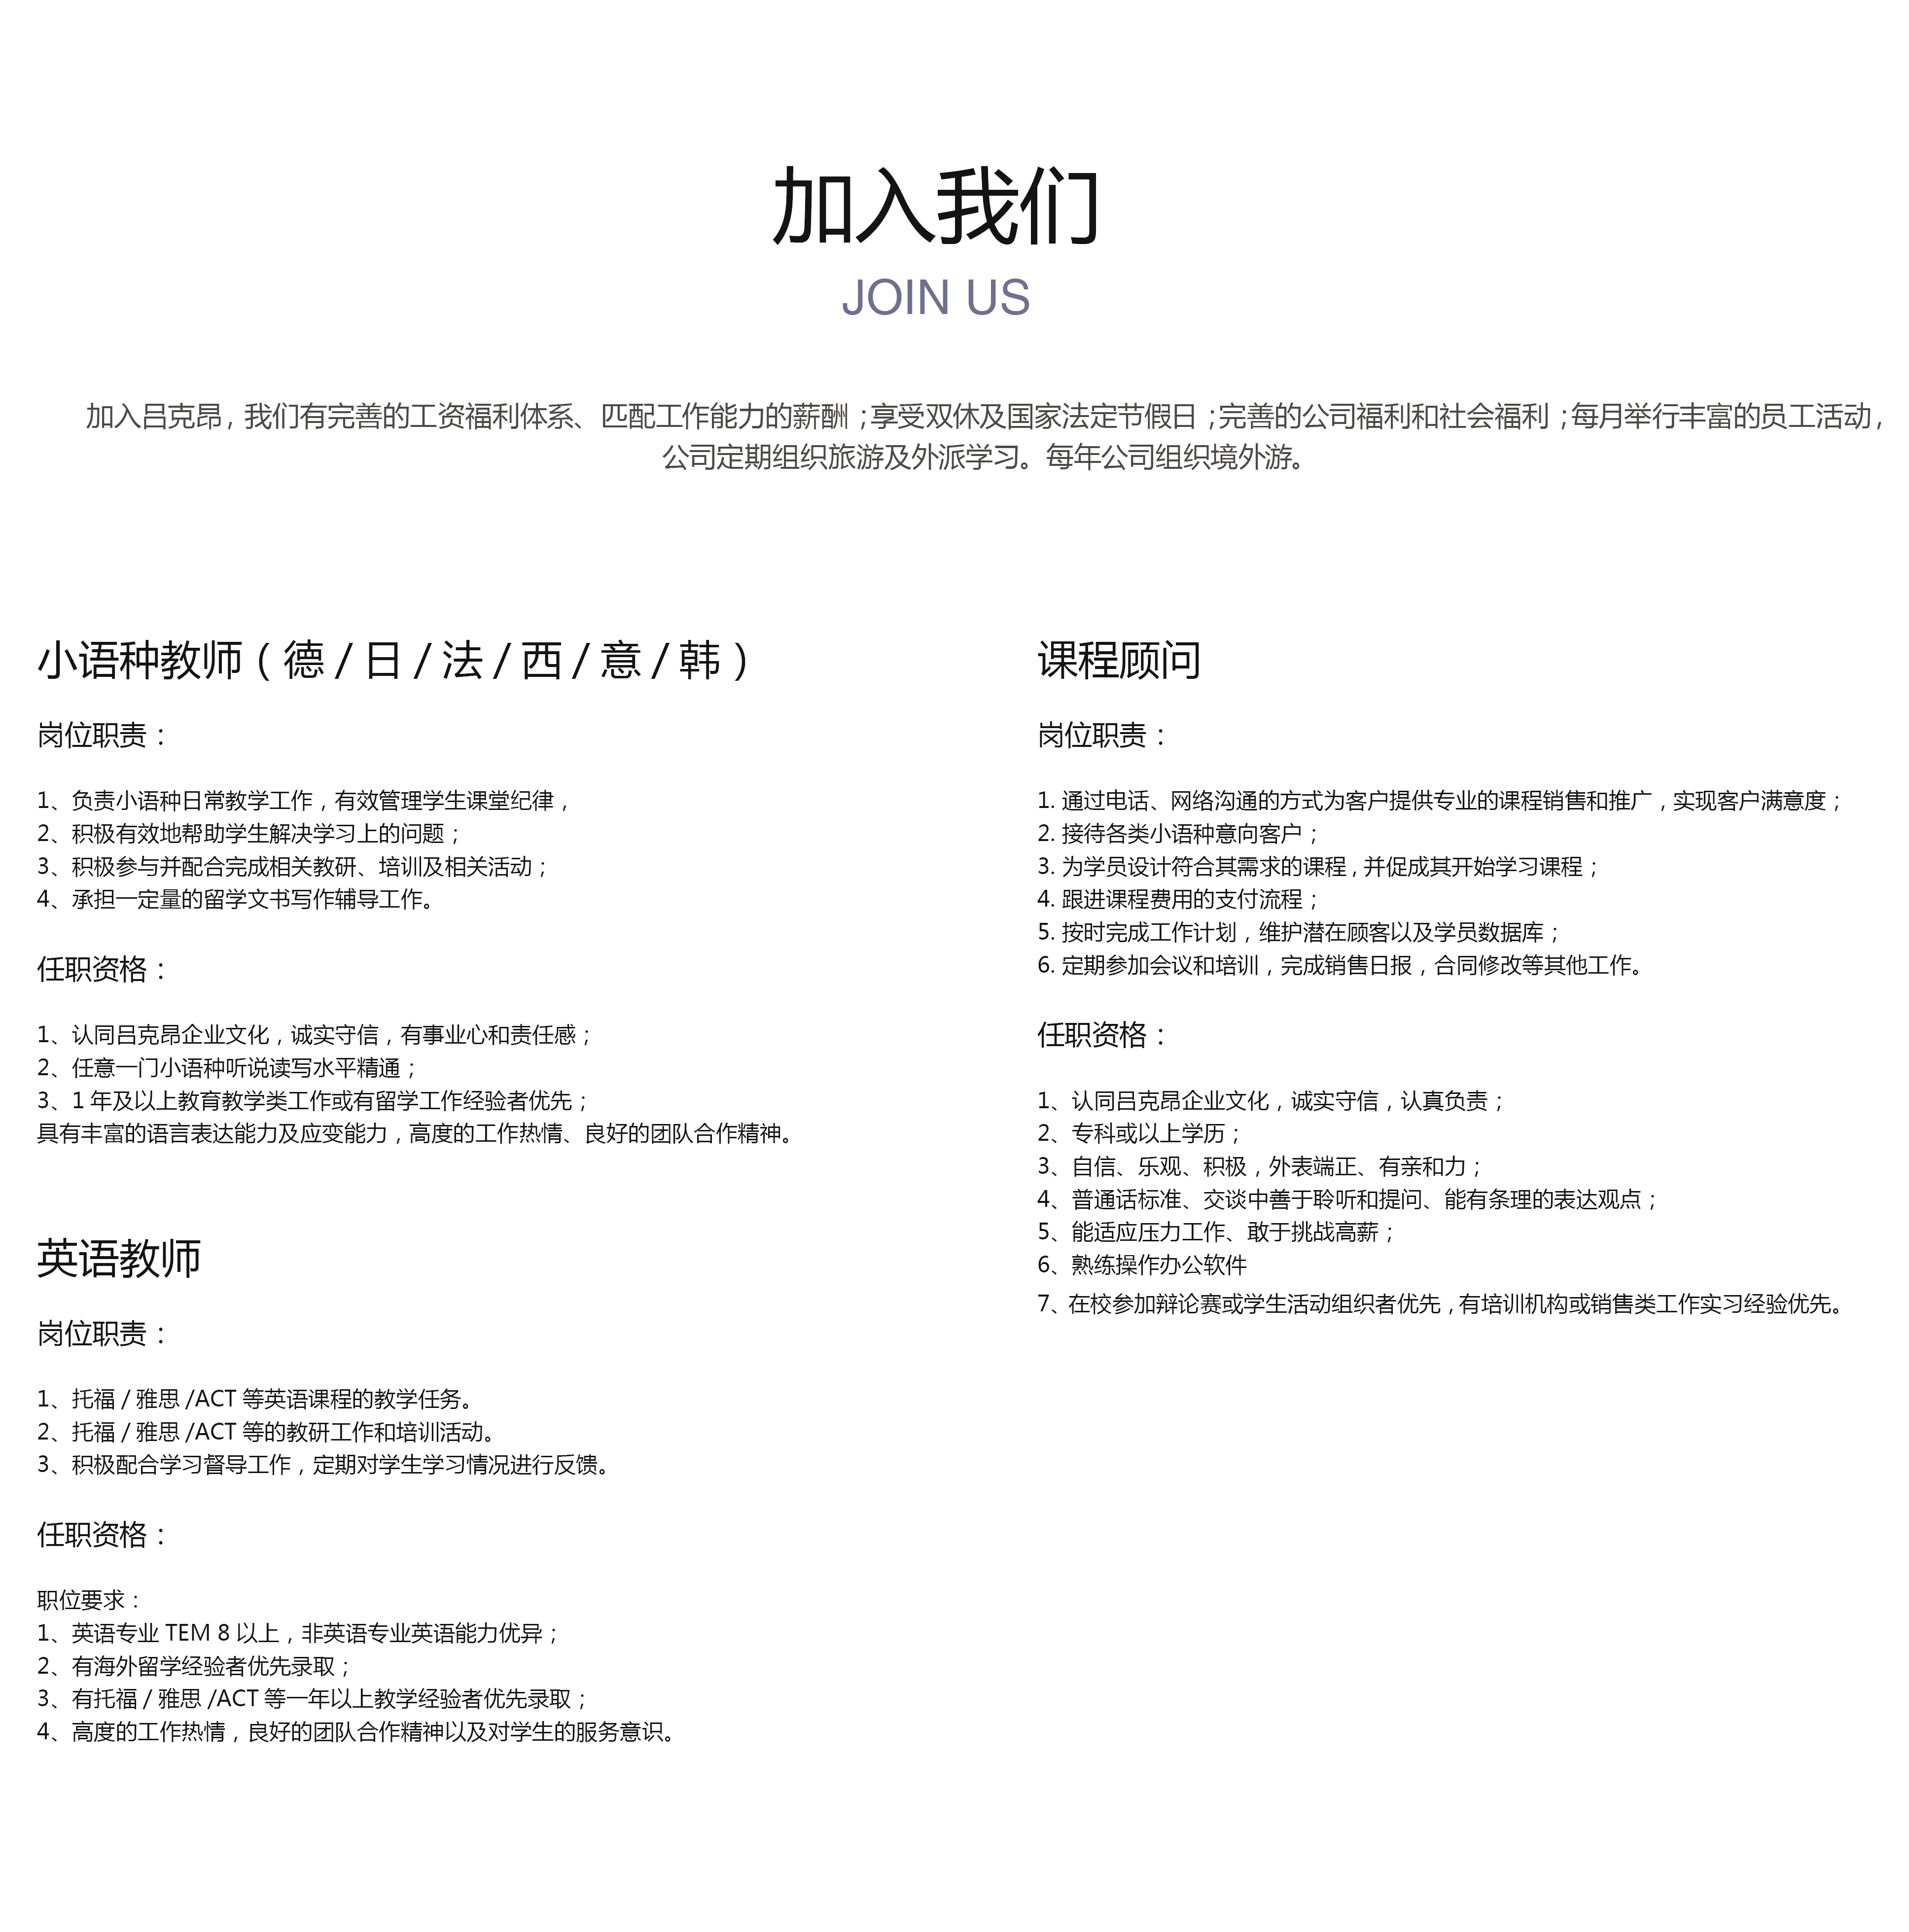 加入我们
JOIN US
加入吕克昂，我们有完善的工资福利体系、匹配工作能力的薪酬；享受双休及国家法定节假日；完善的公司福利和社会福利；每月举行丰富的员工活动，
公司定期组织旅游及外派学习。每年公司组织境外游。
小语种教师（德 / 日 / 法 / 西 / 意 / 韩）
岗位职责：
1、负责小语种日常教学工作，有效管理学生课堂纪律，
2、积极有效地帮助学生解决学习上的问题；
3、积极参与并配合完成相关教研、培训及相关活动；
4、承担一定量的留学文书写作辅导工作。
任职资格：
1、认同吕克昂企业文化，诚实守信，有事业心和责任感；
2、任意一门小语种听说读写水平精通；
3、1 年及以上教育教学类工作或有留学工作经验者优先；
具有丰富的语言表达能力及应变能力，高度的工作热情、良好的团队合作精神。
英语教师
岗位职责：
1、托福 / 雅思 /ACT 等英语课程的教学任务。
2、托福 / 雅思 /ACT 等的教研工作和培训活动。
3、积极配合学习督导工作，定期对学生学习情况进行反馈。
任职资格：
职位要求：
1、英语专业 TEM 8 以上，非英语专业英语能力优异；
2、有海外留学经验者优先录取；
3、有托福 / 雅思 /ACT 等一年以上教学经验者优先录取；
4、高度的工作热情，良好的团队合作精神以及对学生的服务意识。
课程顾问
岗位职责：
1. 通过电话、网络沟通的方式为客户提供专业的课程销售和推广，实现客户满意度；
2. 接待各类小语种意向客户；
3. 为学员设计符合其需求的课程，并促成其开始学习课程；
4. 跟进课程费用的支付流程；
5. 按时完成工作计划，维护潜在顾客以及学员数据库；
6. 定期参加会议和培训，完成销售日报，合同修改等其他工作。
任职资格：
1、认同吕克昂企业文化，诚实守信，认真负责；
2、专科或以上学历；
3、自信、乐观、积极，外表端正、有亲和力；
4、普通话标准、交谈中善于聆听和提问、能有条理的表达观点；
5、能适应压力工作、敢于挑战高薪；
6、熟练操作办公软件
7、在校参加辩论赛或学生活动组织者优先，有培训机构或销售类工作实习经验优先。